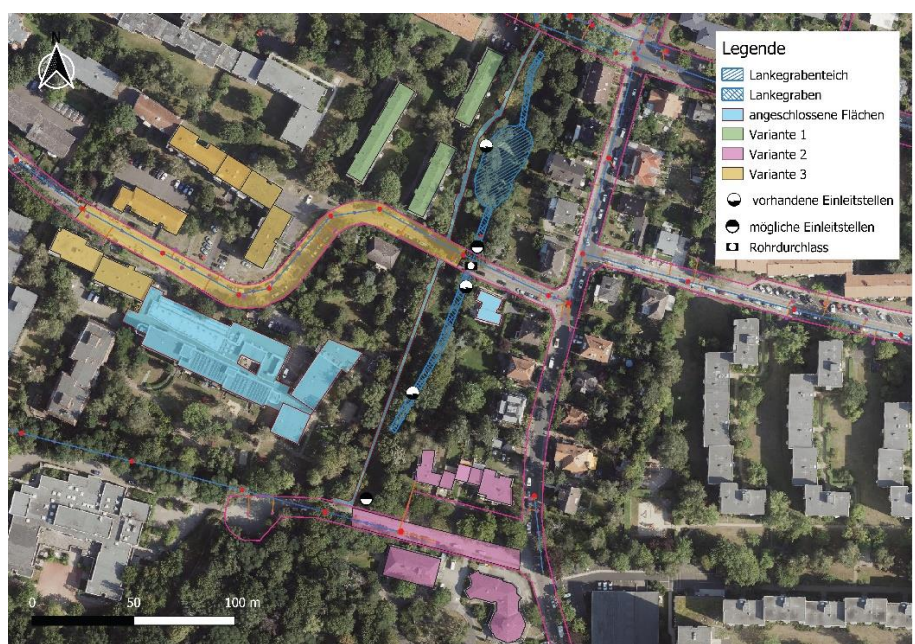 N
Legende
Lankegrabenteich
Lankegraben
angeschlossene Flächen
Variante 1
Variante 2
Variante 3
vorhandene Einleitstellen
mögliche Einleitstellen
Rohrdurchlass
0 50 100 m